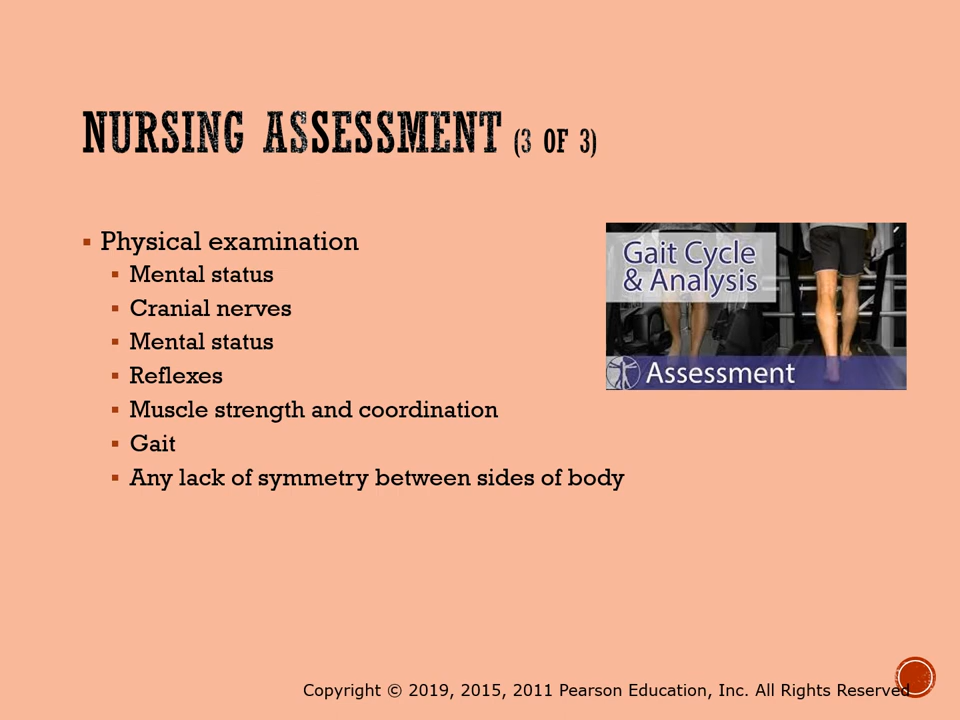 NURSING ASSESSMENT (3 OF 3)
Physical examination
Mental status
Cranial nerves
Mental status
Reflexes
Muscle strength and coordination
Gait
Any lack of symmetry between sides of body
Gait Cycle
& Analysis
Assessment
Copyright © 2019, 2015, 2011 Pearson Education, Inc. All Rights Reserved